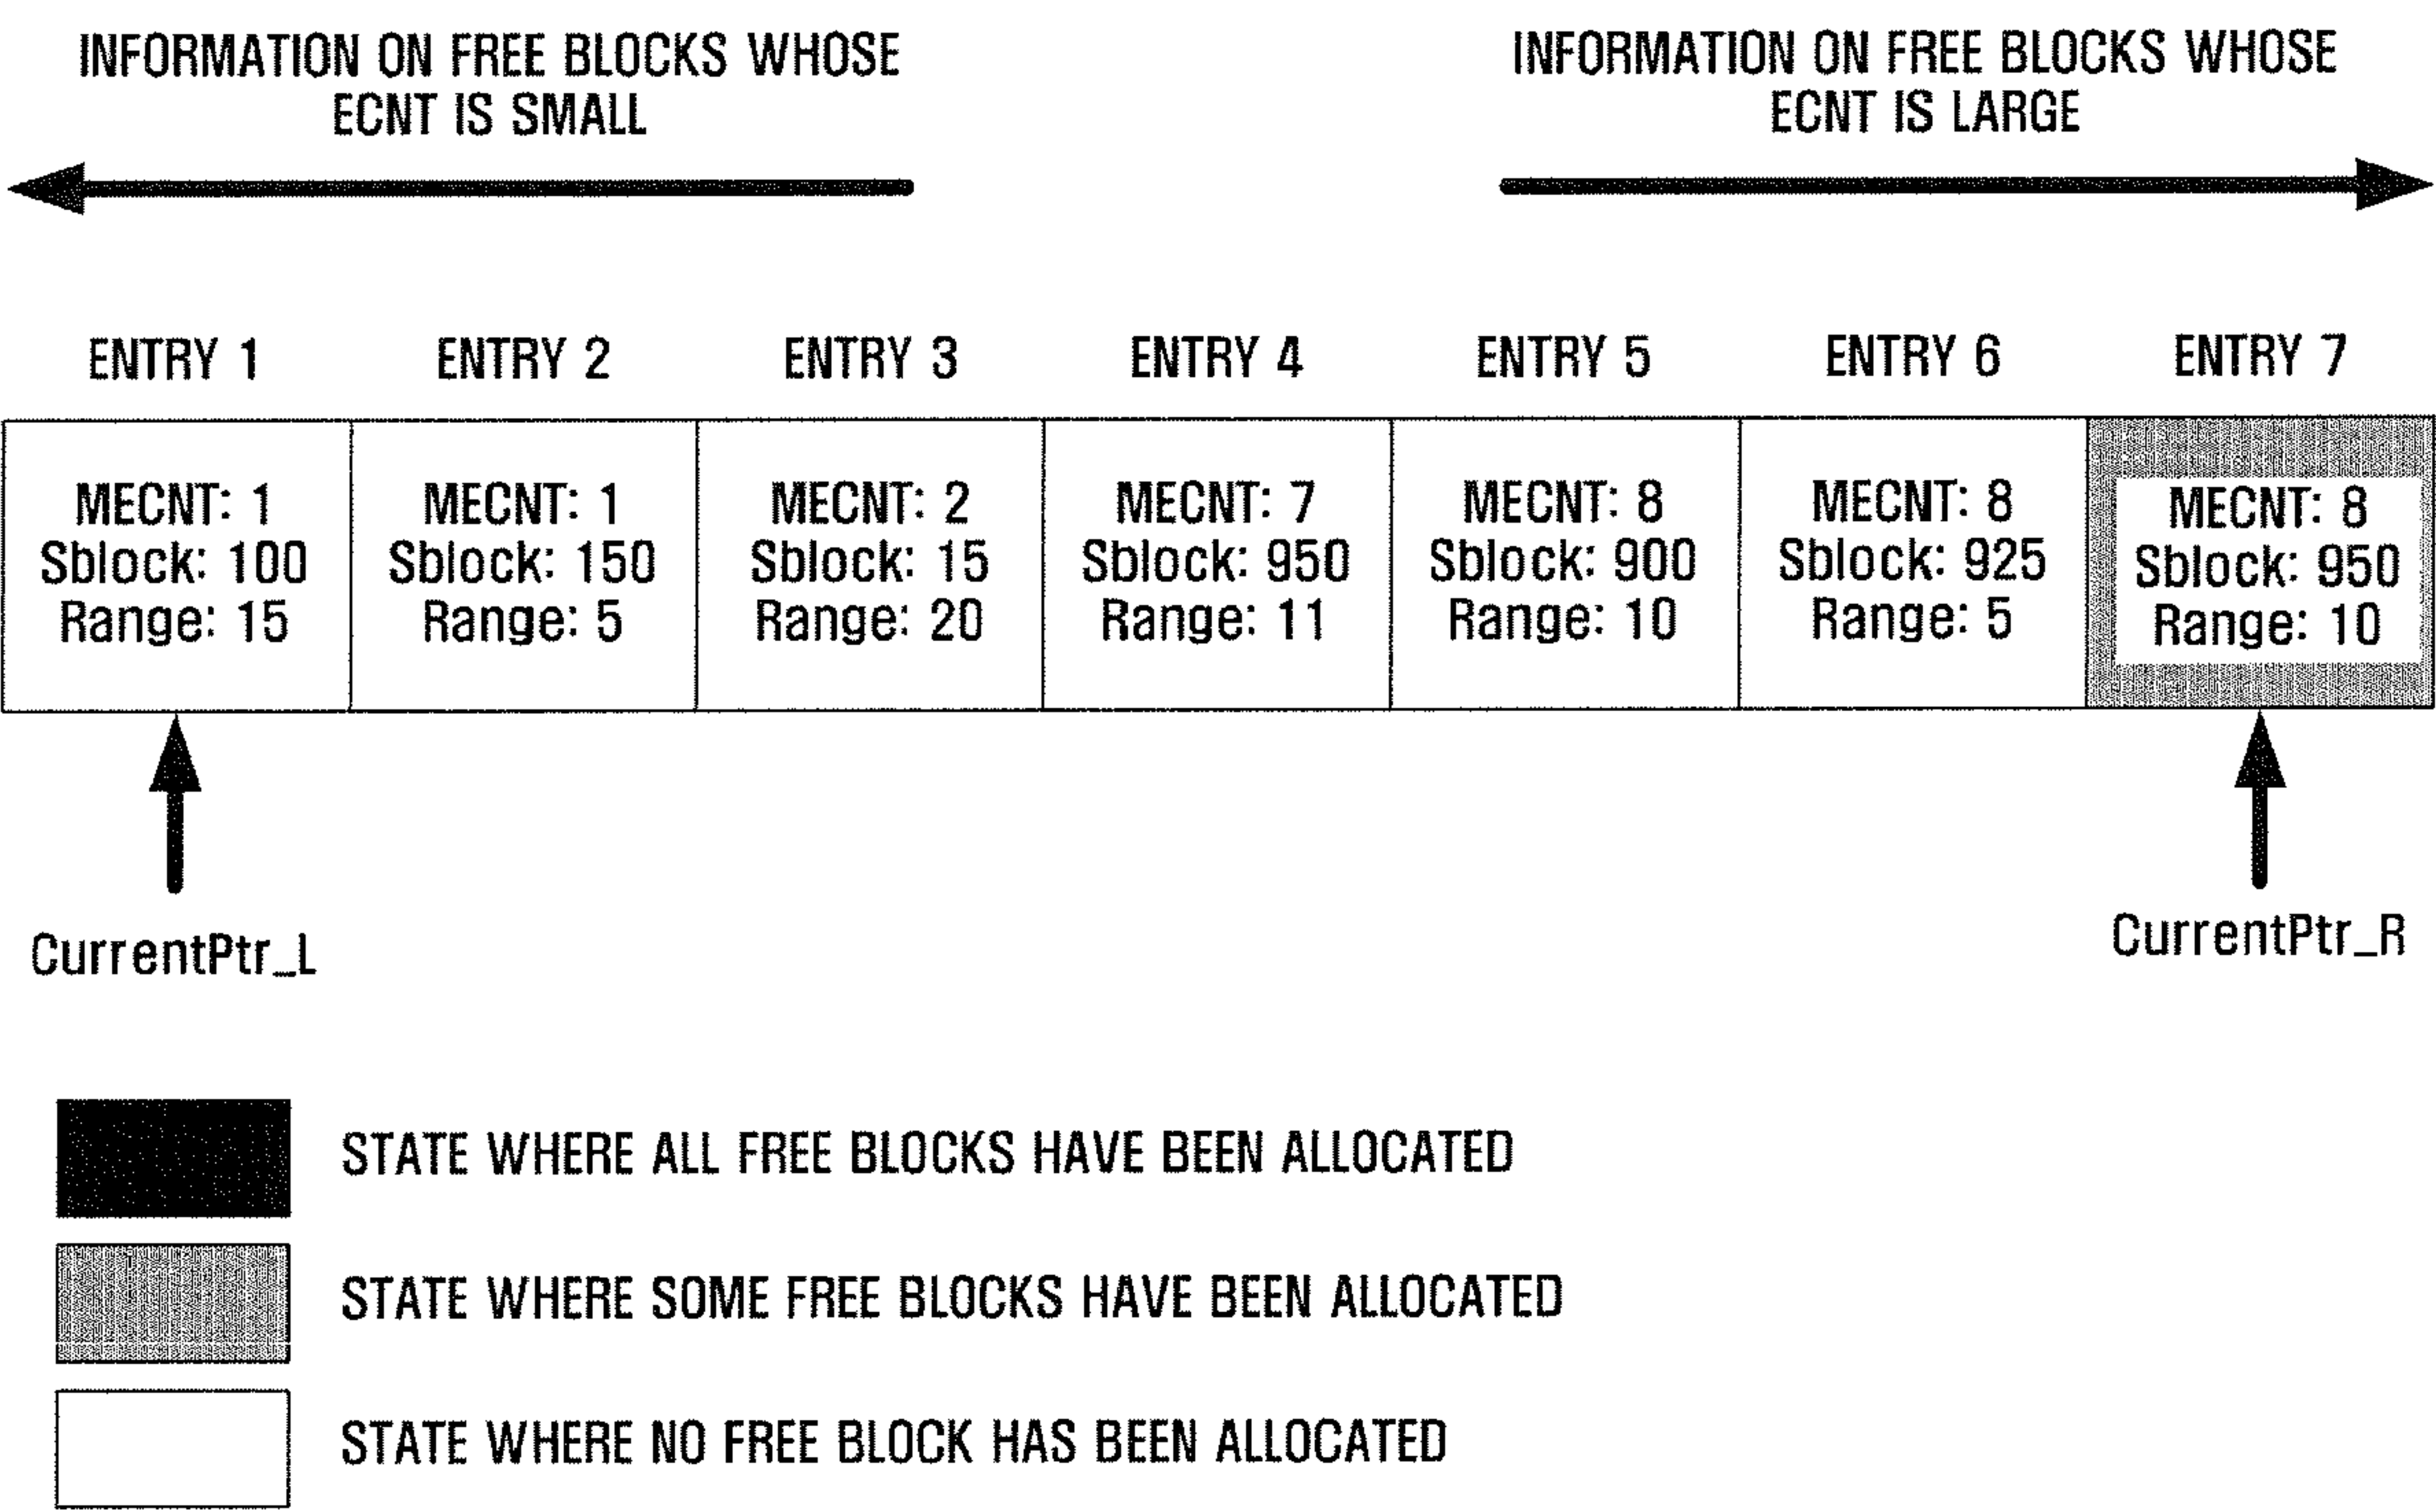 INFORMATION ON FREE BLOCKS WHOSE
ECNT IS SMALL
INFORMATION ON FREE BLOCKS WHOSE
ECNT IS LARGE
ENTRY 1
ENTRY 2
ENTRY 3
ENTRY 4
ENTRY 5
ENTRY 6
ENTRY 7
MECNT: 1
Sblock: 100
Range: 15
MECNT: 1
Sblock: 150
Range: 5
MECNT: 2
Sblock: 15
Range: 20
MECNT: 7
Sblock: 950
Range: 11
MECNT: 8
Sblock: 900
Range: 10
MECNT: 8
Sblock: 925
Range: 5
MECNT: 8
Sblock: 950
Range: 10
CurrentPtr_L
CurrentPtr_R
STATE WHERE ALL FREE BLOCKS HAVE BEEN ALLOCATED
STATE WHERE SOME FREE BLOCKS HAVE BEEN ALLOCATED
STATE WHERE NO FREE BLOCK HAS BEEN ALLOCATED